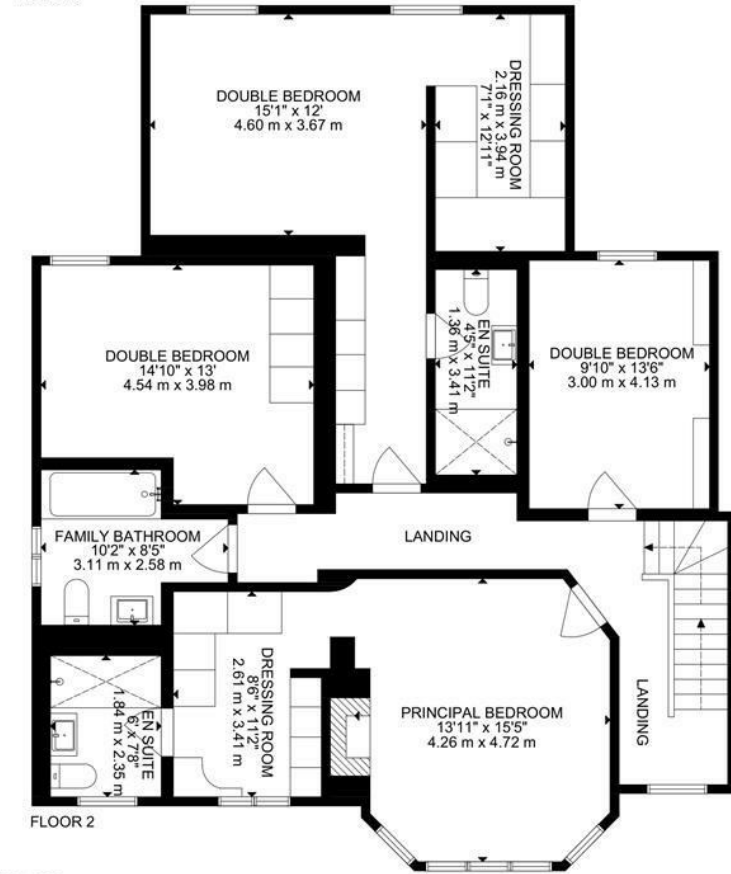 DOUBLE BEDROOM
15'1" x 12'
4.60 m x 3.67 m
DRESSING ROOM
7'1" x 12'11"
2.16 m x 3.94 m
DOUBLE BEDROOM
14'10" x 13'
4.54 m x 3.98 m
EN SUITE
4'5" x 11'2"
1.36 m x 3.41 m
DOUBLE BEDROOM
9'10" x 13'6"
3.00 m x 4.13 m
FAMILY BATHROOM
10'2" x 8'5"
3.11 m x 2.58 m
LANDING
EN SUITE
6' x 7'8"
1.84 m x 2.35 m
DRESSING ROOM
8'6" x 11'2"
2.61 m x 3.41 m
PRINCIPAL BEDROOM
13'11" x 15'5"
4.26 m x 4.72 m
LANDING
FLOOR 2